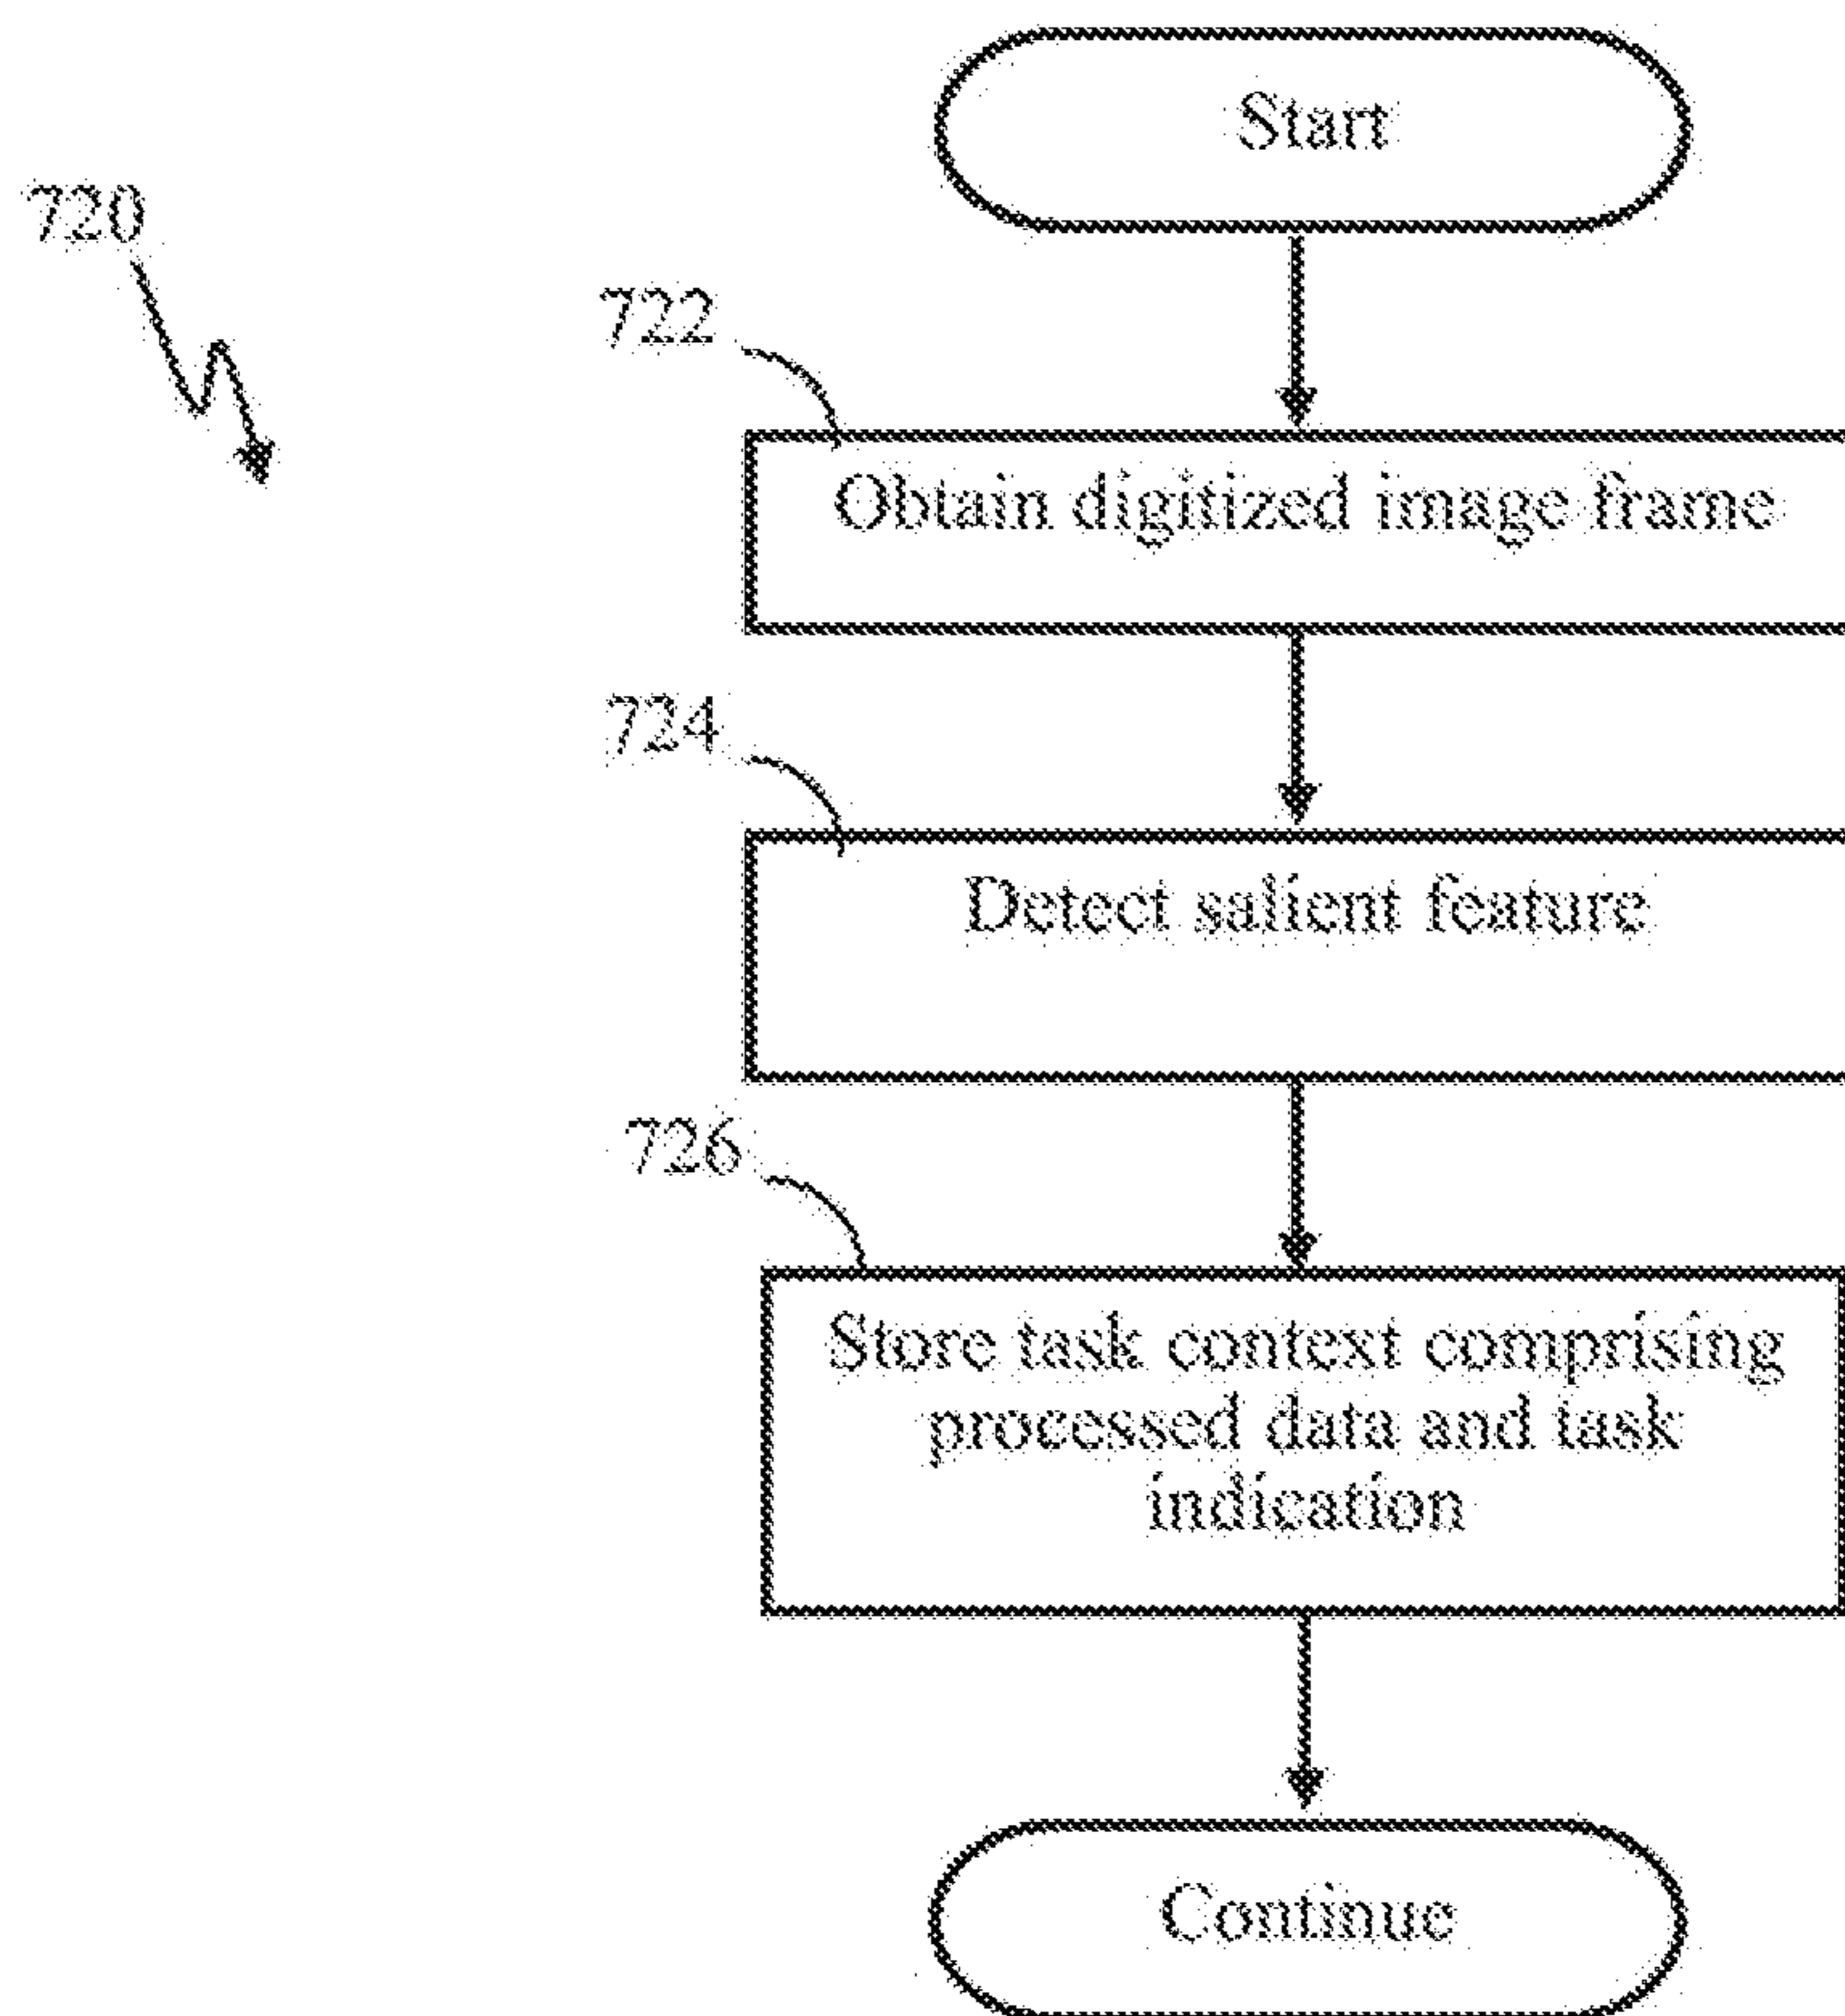 Start
720
722
Obtain digitized image frame
724
Detect salient feature
726
Store task context comprising
processed data and task
indication
Continue